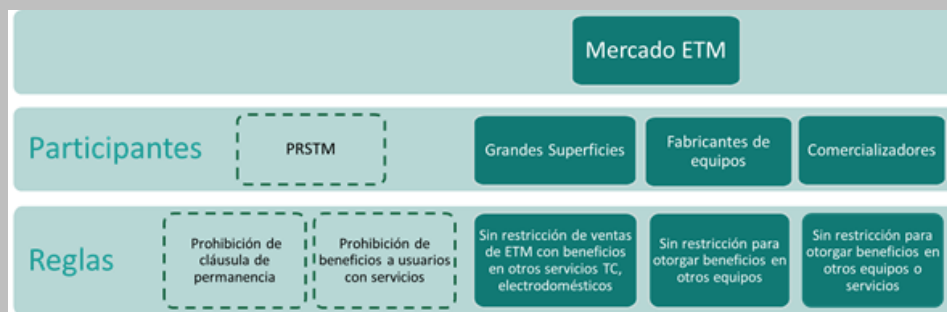 Mercado ETM
Participantes
PRSTM
Grandes Superficies
Fabricantes de
equipos
Comercializadores
Reglas
Prohibición de
cláusula de
permanencia
Prohibición de
beneficios a usuarios
con servicios
Sin restricción de ventas
de ETM con beneficios
en otros servicios TC,
electrodomésticos
Sin restricción para
otorgar beneficios en
otros equipos
Sin restricción para
otorgar beneficios en
otros equipos o
servicios